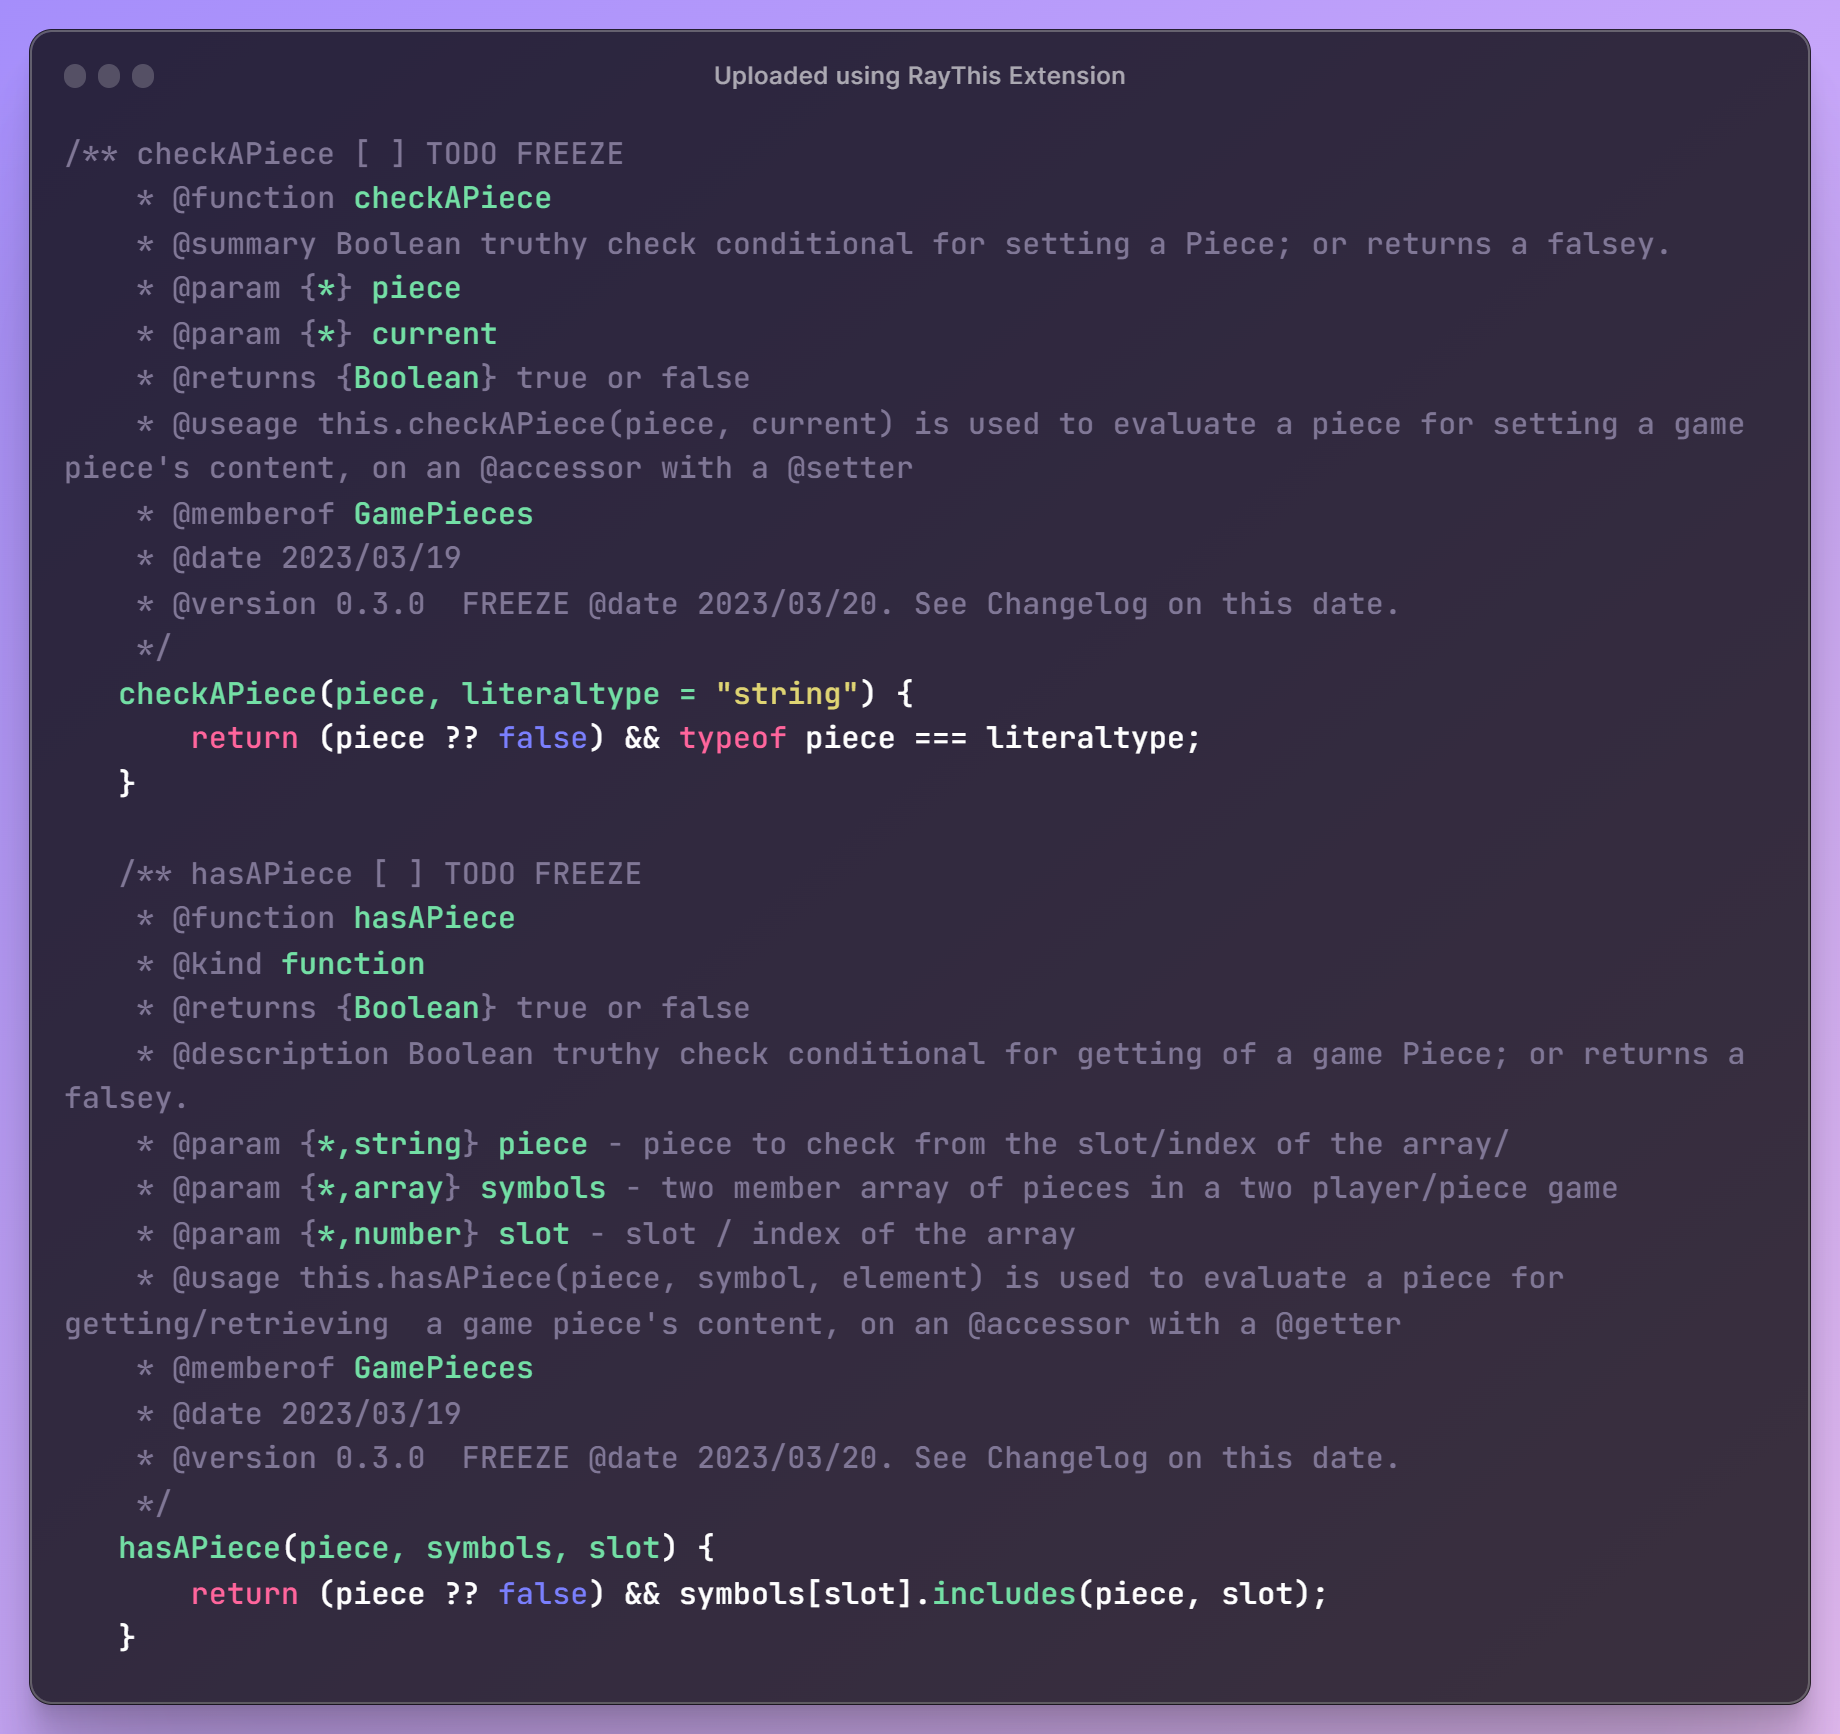 Uploaded using RayThis Extension
/** checkAPiece [ ] TODO FREEZE
    * @function checkAPiece
    * @summary Boolean truthy check conditional for setting a Piece; or returns a falsey.
    * @param {*} piece
    * @param {*} current
    * @returns {Boolean} true or false
    * @useage this.checkAPiece(piece, current) is used to evaluate a piece for setting a game
piece's content, on an @accessor with a @setter
    * @memberof GamePieces
    * @date 2023/03/19
    * @version 0.3.0  FREEZE @date 2023/03/20. See Changelog on this date.
    */
   checkAPiece(piece, literaltype = "string") {
       return (piece ?? false) && typeof piece === literaltype;
   }

   /** hasAPiece [ ] TODO FREEZE
    * @function hasAPiece
    * @kind function
    * @returns {Boolean} true or false
    * @description Boolean truthy check conditional for getting of a game Piece; or returns a
falsey.
    * @param {*,string} piece - piece to check from the slot/index of the array/
    * @param {*,array} symbols - two member array of pieces in a two player/piece game
    * @param {*,number} slot - slot / index of the array
    * @usage this.hasAPiece(piece, symbol, element) is used to evaluate a piece for
getting/retrieving  a game piece's content, on an @accessor with a @getter
    * @memberof GamePieces
    * @date 2023/03/19
    * @version 0.3.0  FREEZE @date 2023/03/20. See Changelog on this date.
    */
   hasAPiece(piece, symbols, slot) {
       return (piece ?? false) && symbols[slot].includes(piece, slot);
   }